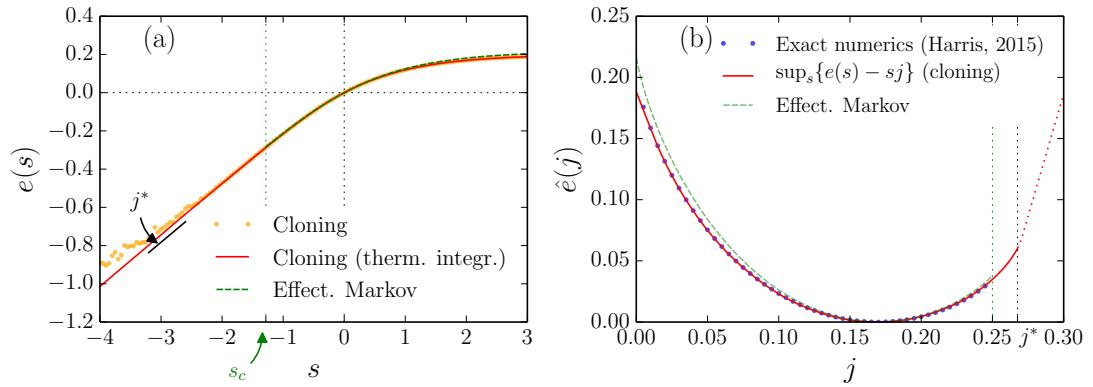 (a)
0.4
0.2
0.0
−0.2
−0.4
−0.6
−0.8
−1.0
−1.2
e(s)
j*
Cloning
Cloning (therm. integr.)
Effect. Markov
−4
−3
−2
−1
0
1
2
3
s_c
s
(b)
0.25
0.20
0.15
0.10
0.05
0.00
ê(j)
Exact numerics (Harris, 2015)
sup_s{e(s) − sj} (cloning)
Effect. Markov
0.00
0.05
0.10
0.15
0.20
0.25
j*
0.30
j